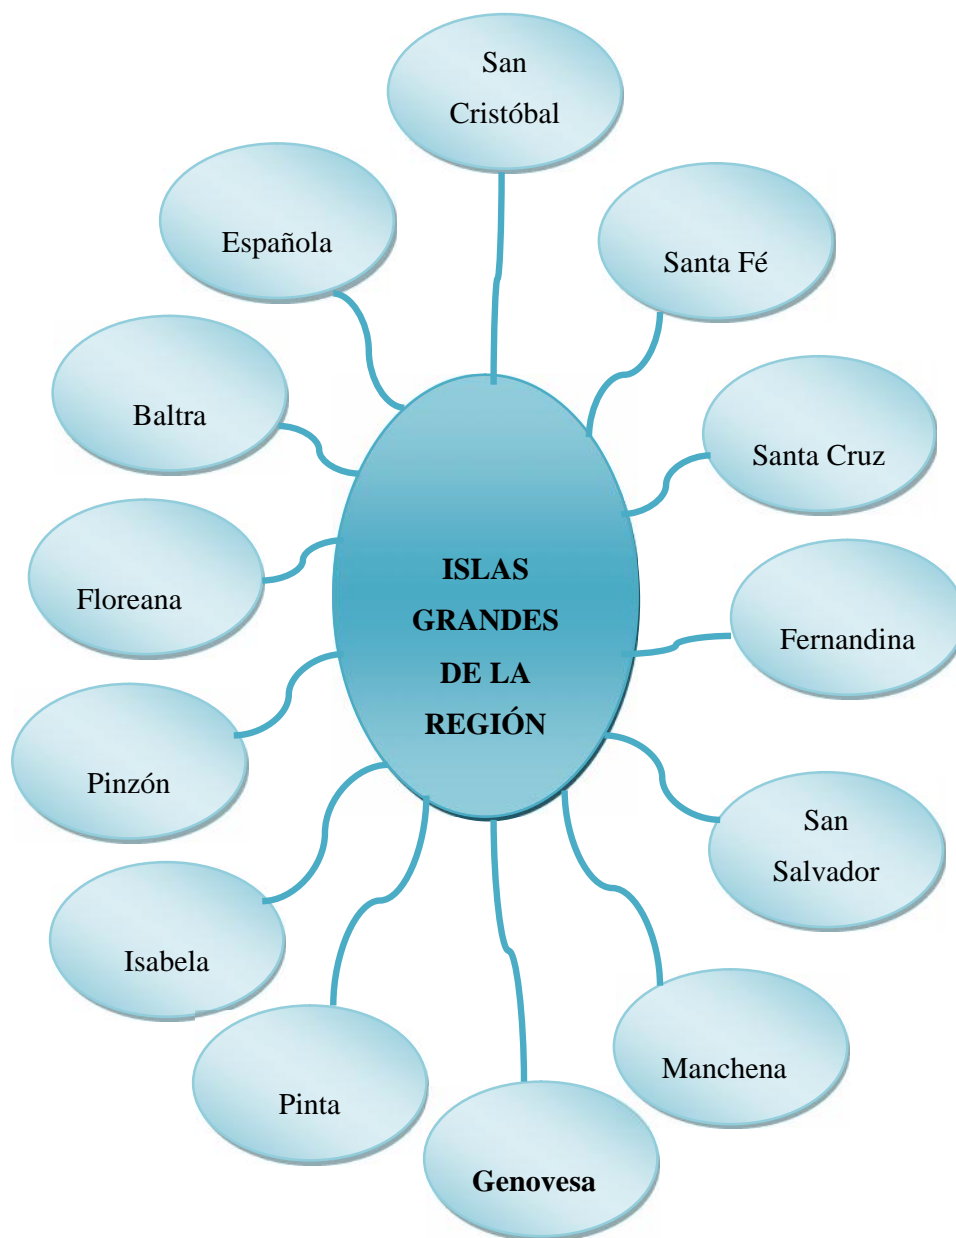 San
Cristóbal
Española
Santa Fé
Baltra
Santa Cruz
ISLAS
GRANDES
DE LA
REGIÓN
Floreana
Fernandina
Pinzón
San
Salvador
Isabela
Manchena
Pinta
Genovesa